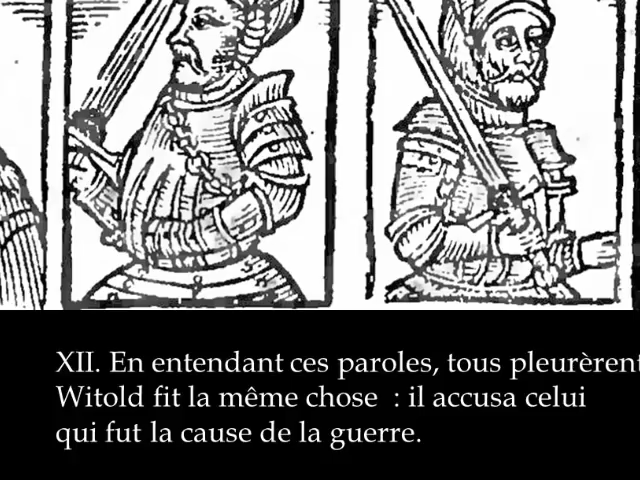 XII. En entendant ces paroles, tous pleurèrent
Witold fit la même chose : il accusa celui
qui fut la cause de la guerre.